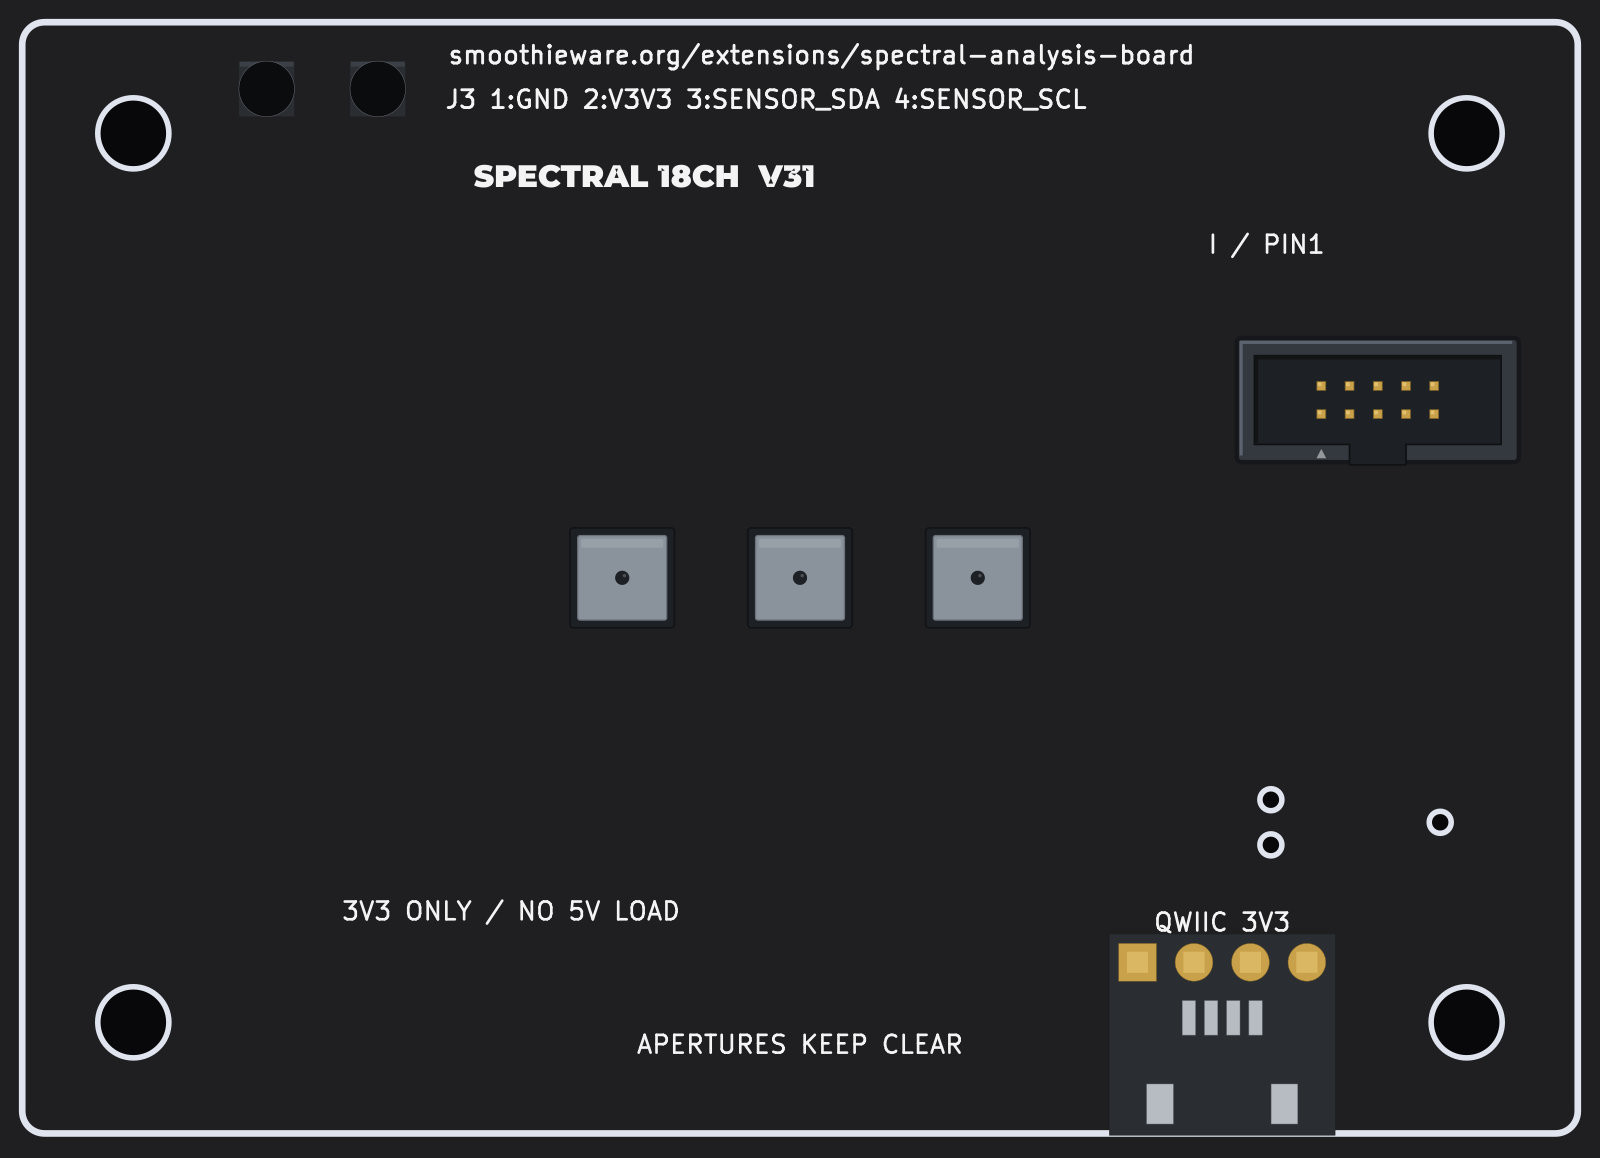 smoothieware.org/extensions/spectral-analysis-board
J3 1:GND 2:V3V3 3:SENSOR_SDA 4:SENSOR_SCL
SPECTRAL 18CH V31
I / PIN1
3V3 ONLY / NO 5V LOAD
QWIIC 3V3
APERTURES KEEP CLEAR